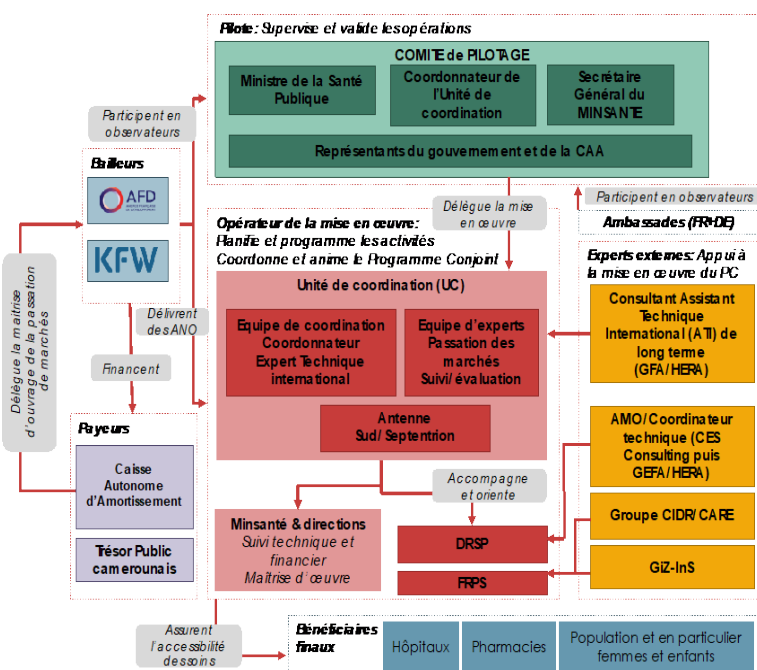 Pilote: Supervise et valide les opérations
COMITE de PILOTAGE
Ministre de la Santé
Publique
Coordonnateur de
l'Unité de
coordination
Secrétaire
Général du
MINSANTE
Représentants du gouvernement et de la CAA
Participent en
observateurs
Bailleurs
AFD
KFW
Délègue la mise
en œuvre
Participent en observateurs
Ambassades (FR+DE)
Opérateur de la mise en œuvre:
Planifie et programme les activités
Coordonne et anime le Programme Conjoint
Experts externes: Appui à
la mise en œuvre du PC
Unité de coordination (UC)
Equipe de coordination
Coordonnateur
Expert Technique
international
Equipe d'experts
Passation des
marchés
Suivi/ évaluation
Antenne
Sud/ Septentrion
Consultant Assistant
Technique
International (ATI) de
long terme
(GFA/HERA)
Délivrent
des ANO
Financent
Délègue la maitrise
d'ouvrage de la passation
de marchés
Payeurs
Caisse
Autonome
d'Amortissement
Trésor Public
camerounais
AMO/ Coordinateur
technique (CES
Consulting puis
GEFA/HERA)
Accompagne
et oriente
Minsanté & directions
Suivi technique et
financier
Maîtrise d'œuvre
DRSP
FRPS
Groupe CIDR/ CARE
GiZ-InS
Assurent
l'accessibilité
des soins
Bénéficiaires
finaux
Hôpitaux
Pharmacies
Population et en particulier
femmes et enfants